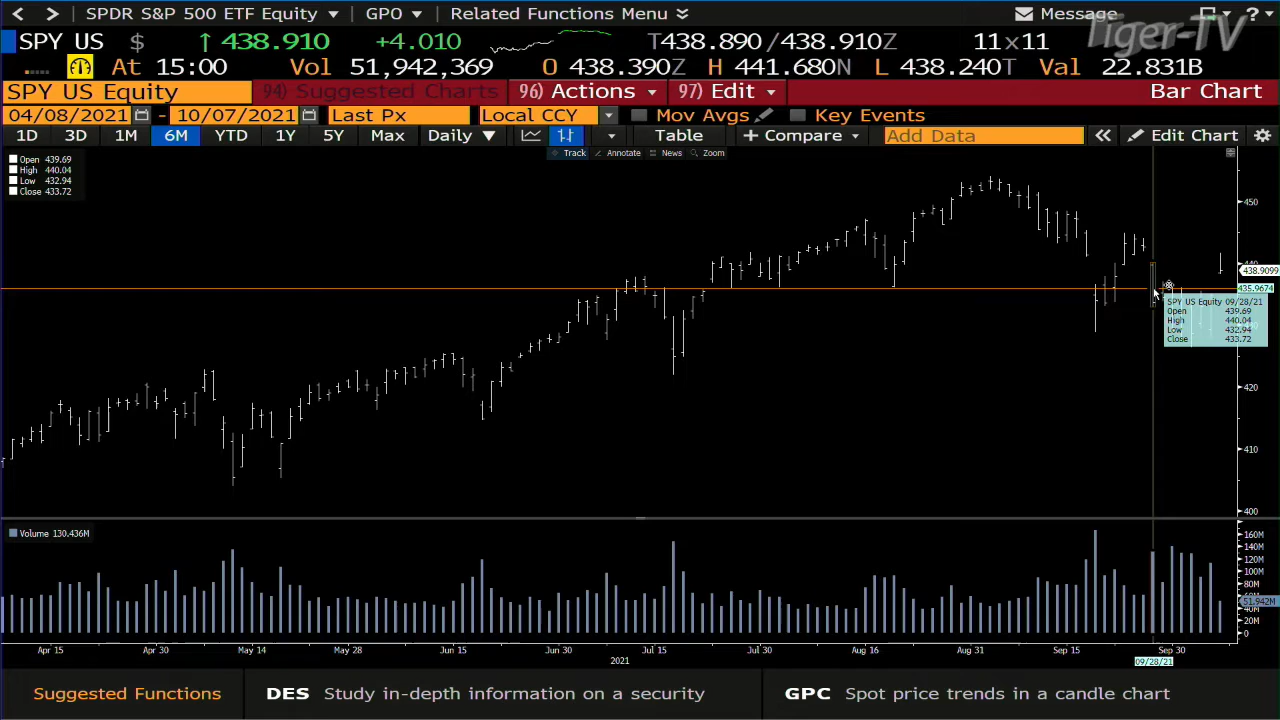 SPDR S&P 500 ETF Equity GPO Related Functions Menu Message ?
Tiger-TV
SPY US $ ↑ 438.910 +4.010 T438.890/438.910Z 11x11
At 15:00 Vol 51,942,369 O 438.390Z H 441.680N L 438.240T Val 22.831B
SPY US Equity 94) Suggested Charts 96) Actions 97) Edit Bar Chart
04/08/2021 - 10/07/2021 Last Px Local CCY Mov Avgs Key Events
1D 3D 1M 6M YTD 1Y 5Y Max Daily ▼ Table + Compare Add Data « Edit Chart
Track Annotate News Zoom
Open 439.69
High 440.04
Low 432.94
Close 433.72
450
440
438.9099
435.9674
SPY US Equity 09/28/21
Open 439.69
High 440.04
Low 432.94
Close 433.72
420
410
400
Volume 130.436M
160M
140M
120M
100M
80M
51.942M
40M
20M
0
Apr 15 Apr 30 May 14 May 28 Jun 15 Jun 30 Jul 15 Jul 30 Aug 16 Aug 31 Sep 15 Sep 30
2021 09/28/21
Suggested Functions DES Study in-depth information on a security GPC Spot price trends in a candle chart